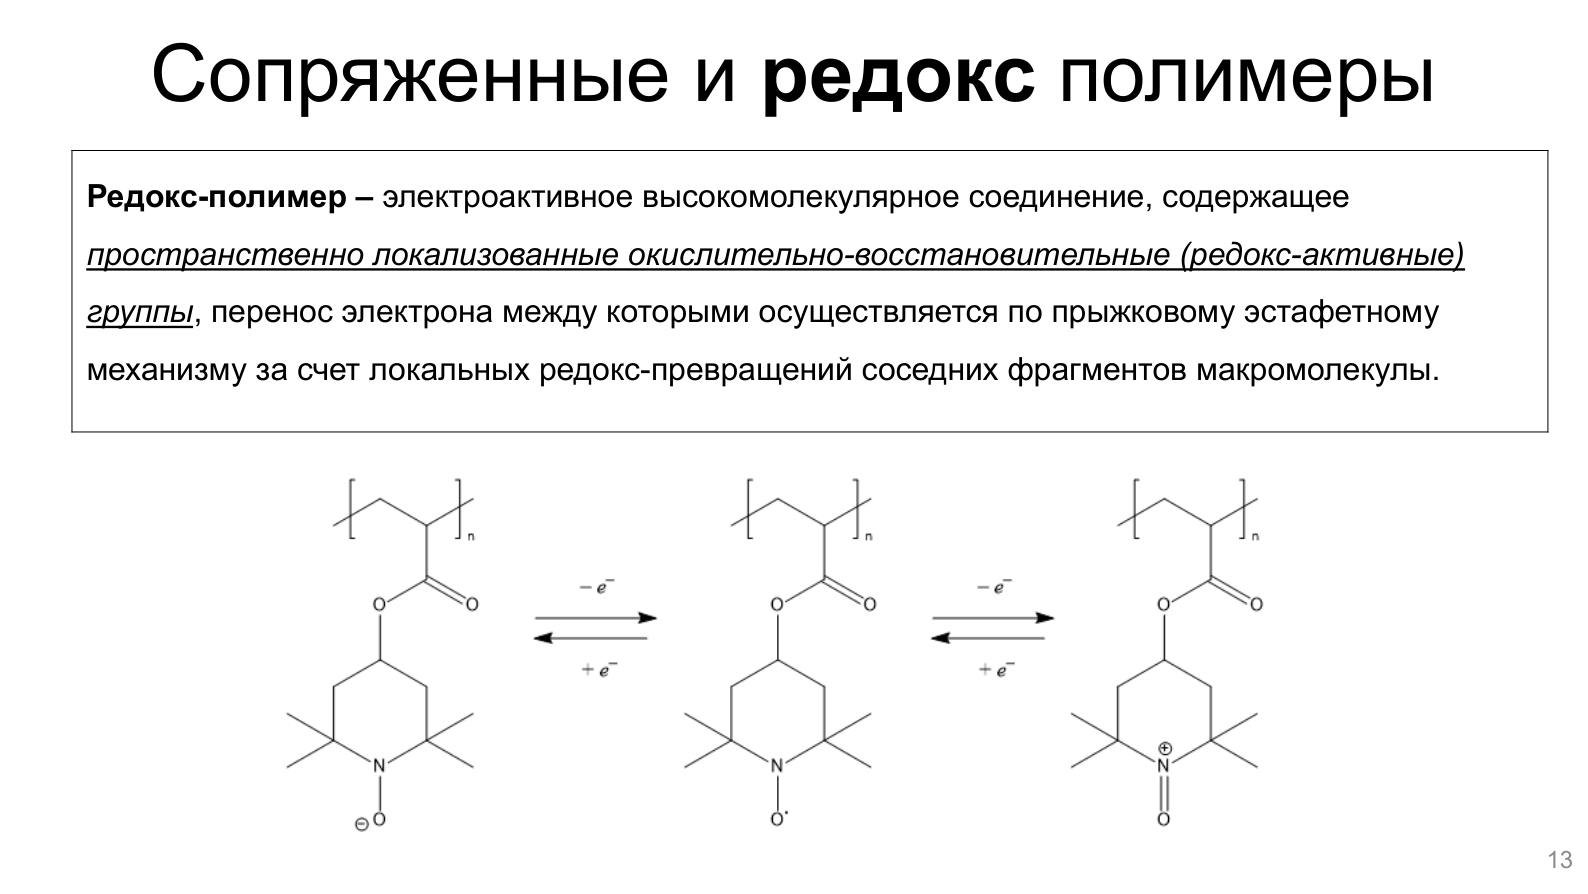 Сопряженные и редокс полимеры
Редокс-полимер – электроактивное высокомолекулярное соединение, содержащее
пространственно локализованные окислительно-восстановительные (редокс-активные)
группы, перенос электрона между которыми осуществляется по прыжковому эстафетному
механизму за счет локальных редокс-превращений соседних фрагментов макромолекулы.
n
O
O
N
⊖ O
− e⁻
+ e⁻
n
O
O
N
O·
− e⁻
+ e⁻
n
O
O
⊕
N
O
13